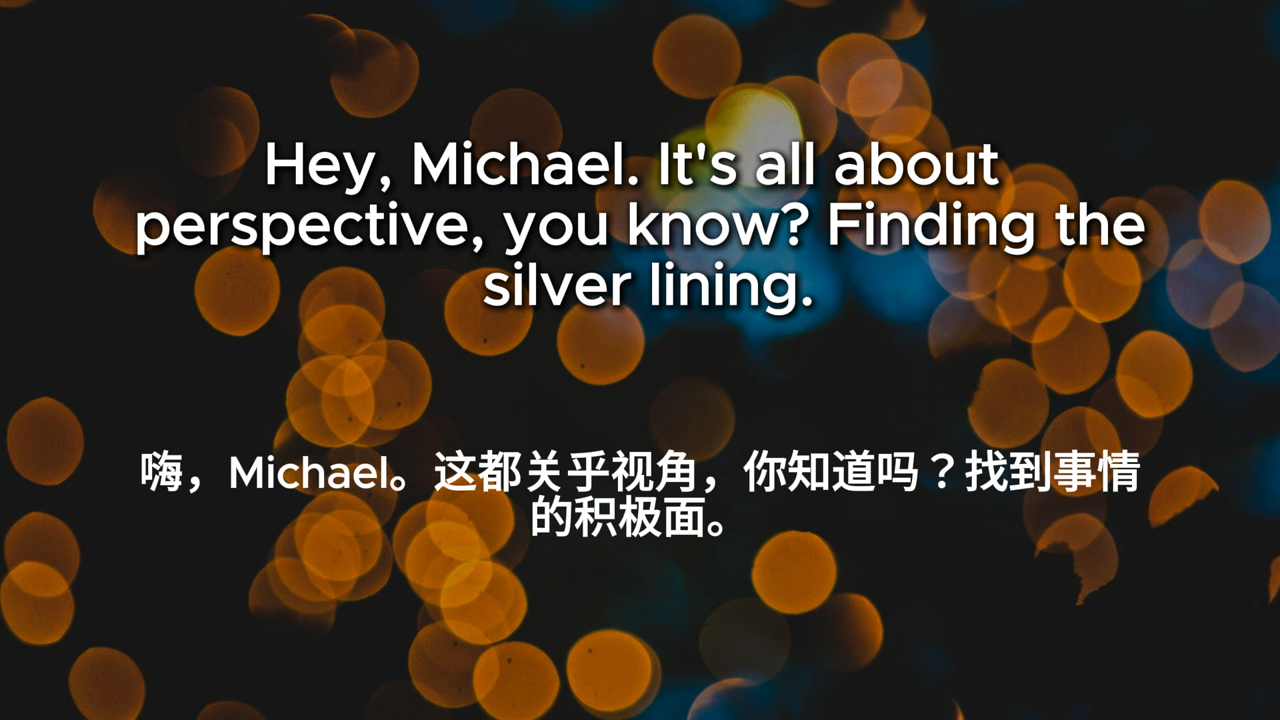 Hey, Michael. It's all about
perspective, you know? Finding the
silver lining.
嗨，Michael。这都关乎视角，你知道吗？找到事情
的积极面。